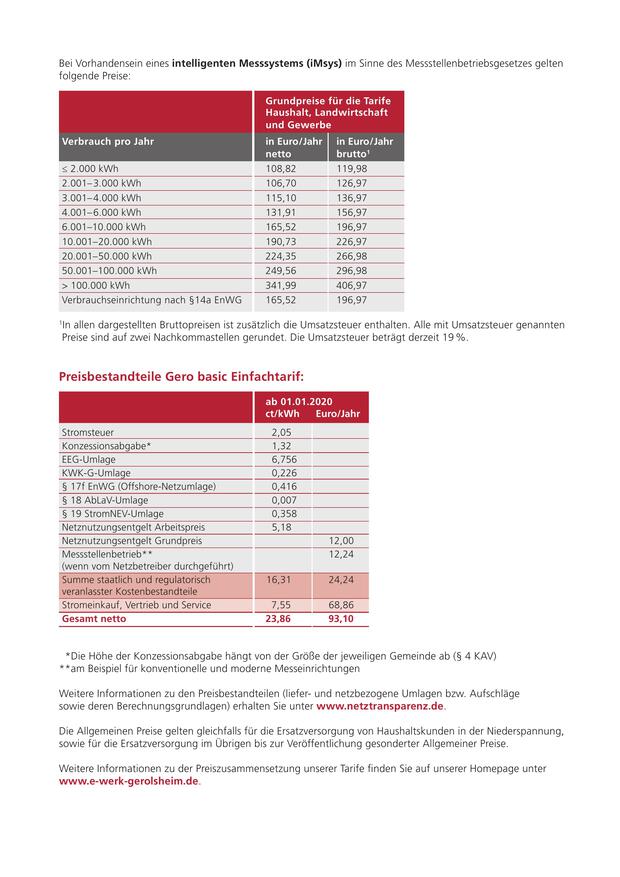 Bei Vorhandensein eines intelligenten Messsystems (iMsys) im Sinne des Messstellenbetriebsgesetzes gelten
folgende Preise:
Grundpreise für die Tarife
Haushalt, Landwirtschaft
und Gewerbe
Verbrauch pro Jahr in Euro/Jahr in Euro/Jahr
netto brutto¹
≤ 2.000 kWh 108,82 119,98
2.001–3.000 kWh 106,70 126,97
3.001–4.000 kWh 115,10 136,97
4.001–6.000 kWh 131,91 156,97
6.001–10.000 kWh 165,52 196,97
10.001–20.000 kWh 190,73 226,97
20.001–50.000 kWh 224,35 266,98
50.001–100.000 kWh 249,56 296,98
> 100.000 kWh 341,99 406,97
Verbrauchseinrichtung nach §14a EnWG 165,52 196,97
¹In allen dargestellten Bruttopreisen ist zusätzlich die Umsatzsteuer enthalten. Alle mit Umsatzsteuer genannten
Preise sind auf zwei Nachkommastellen gerundet. Die Umsatzsteuer beträgt derzeit 19 %.
Preisbestandteile Gero basic Einfachtarif:
ab 01.01.2020
ct/kWh Euro/Jahr
Stromsteuer 2,05
Konzessionsabgabe* 1,32
EEG-Umlage 6,756
KWK-G-Umlage 0,226
§ 17f EnWG (Offshore-Netzumlage) 0,416
§ 18 AbLaV-Umlage 0,007
§ 19 StromNEV-Umlage 0,358
Netznutzungsentgelt Arbeitspreis 5,18
Netznutzungsentgelt Grundpreis 12,00
Messstellenbetrieb** 12,24
(wenn vom Netzbetreiber durchgeführt)
Summe staatlich und regulatorisch 16,31 24,24
veranlasster Kostenbestandteile
Stromeinkauf, Vertrieb und Service 7,55 68,86
Gesamt netto 23,86 93,10
*Die Höhe der Konzessionsabgabe hängt von der Größe der jeweiligen Gemeinde ab (§ 4 KAV)
**am Beispiel für konventionelle und moderne Messeinrichtungen
Weitere Informationen zu den Preisbestandteilen (liefer- und netzbezogene Umlagen bzw. Aufschläge
sowie deren Berechnungsgrundlagen) erhalten Sie unter www.netztransparenz.de.
Die Allgemeinen Preise gelten gleichfalls für die Ersatzversorgung von Haushaltskunden in der Niederspannung,
sowie für die Ersatzversorgung im Übrigen bis zur Veröffentlichung gesonderter Allgemeiner Preise.
Weitere Informationen zu der Preiszusammensetzung unserer Tarife finden Sie auf unserer Homepage unter
www.e-werk-gerolsheim.de.